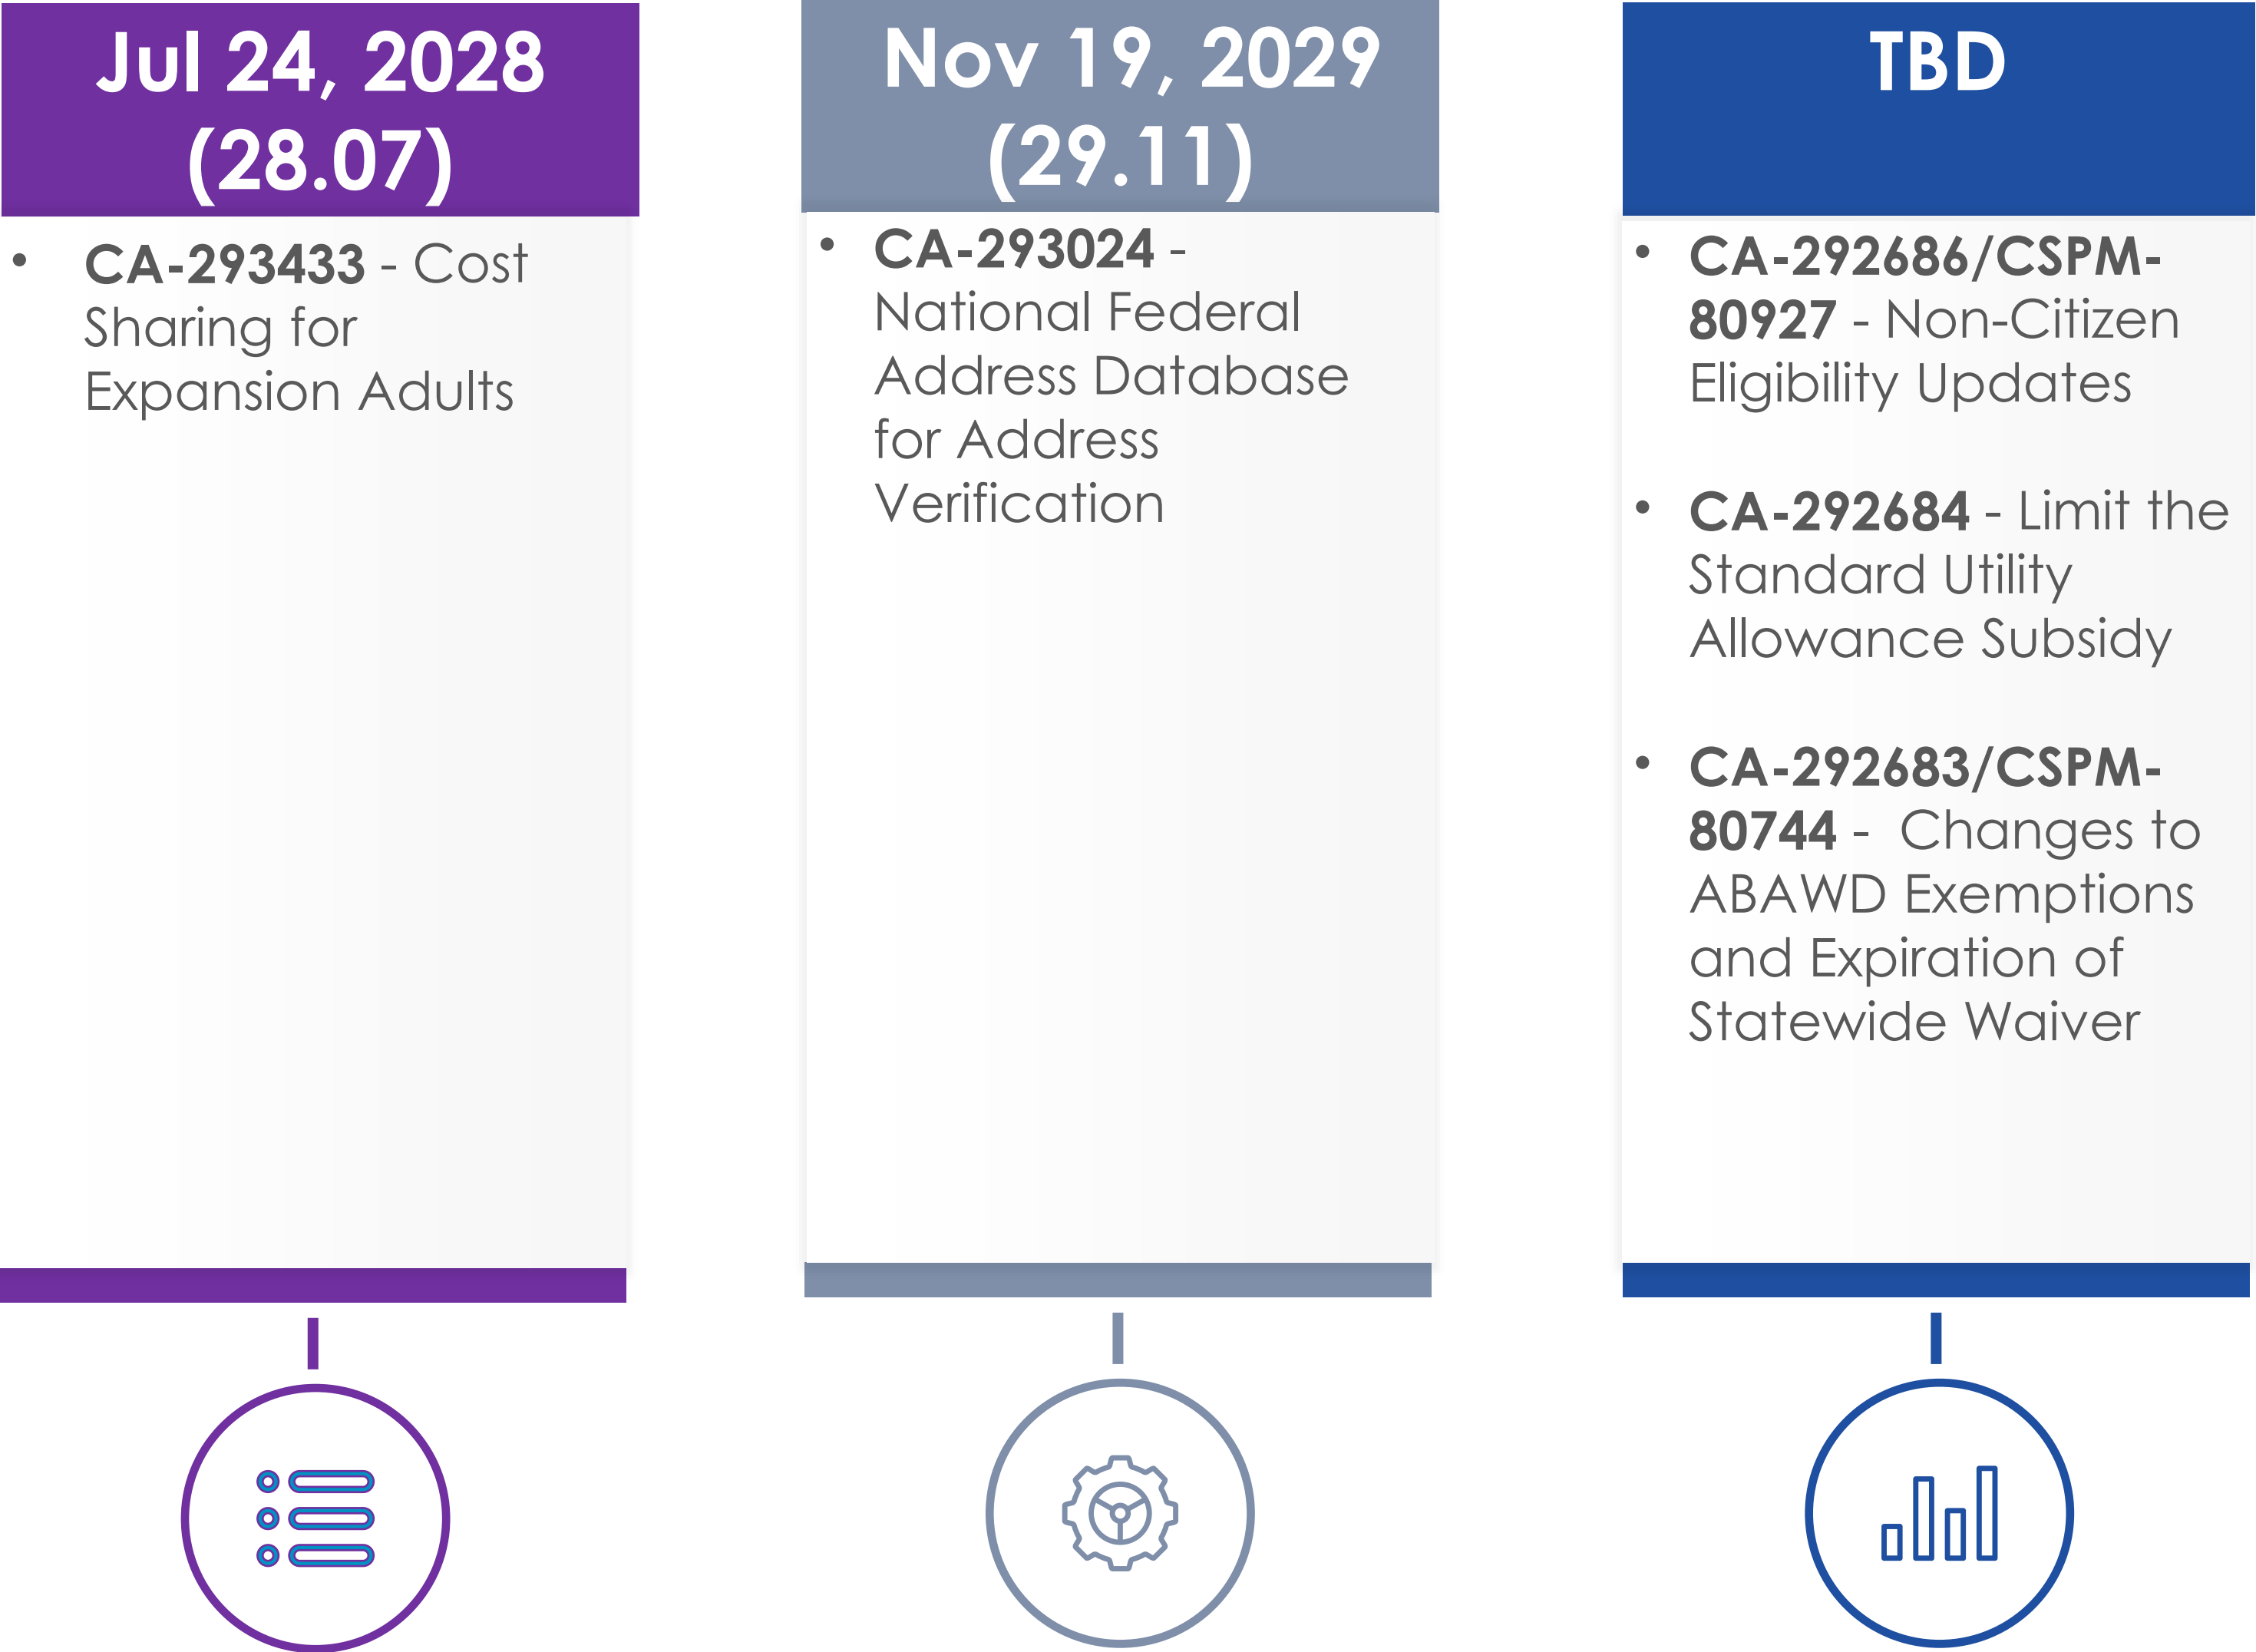 Jul 24, 2028
(28.07)
• CA-293433 - Cost
Sharing for
Expansion Adults
Nov 19, 2029
(29.11)
• CA-293024 -
National Federal
Address Database
for Address
Verification
TBD
• CA-292686/CSPM-
80927 - Non-Citizen
Eligibility Updates
• CA-292684 - Limit the
Standard Utility
Allowance Subsidy
• CA-292683/CSPM-
80744 - Changes to
ABAWD Exemptions
and Expiration of
Statewide Waiver